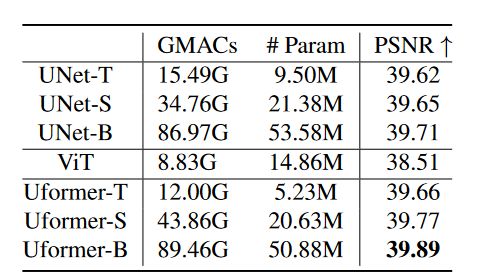 GMACs # Param PSNR ↑
UNet-T 15.49G 9.50M 39.62
UNet-S 34.76G 21.38M 39.65
UNet-B 86.97G 53.58M 39.71
ViT 8.83G 14.86M 38.51
Uformer-T 12.00G 5.23M 39.66
Uformer-S 43.86G 20.63M 39.77
Uformer-B 89.46G 50.88M 39.89